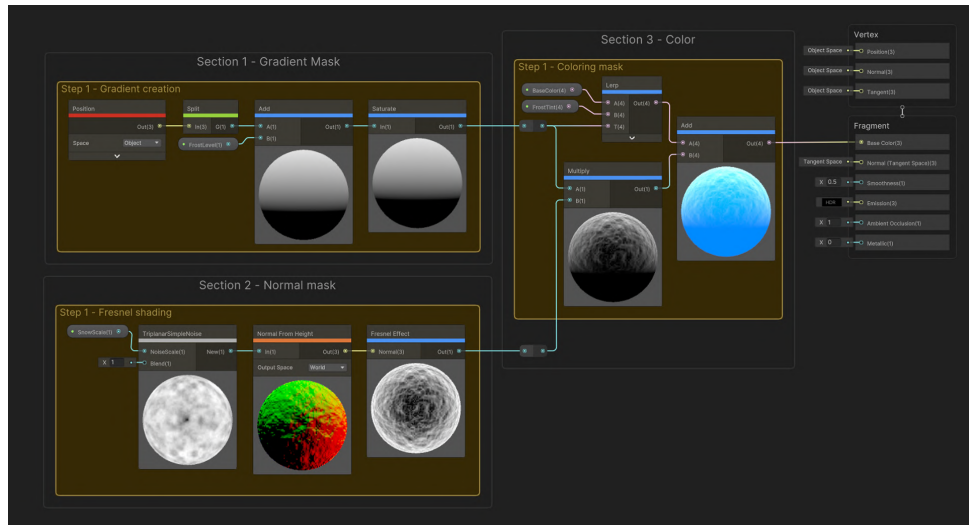 Section 1 - Gradient Mask
Step 1 - Gradient creation
Position
Out(3)
Space
Object
Split
In(3) G(1)
FrostLevel(1)
Add
A(1) Out(1)
B(1)
Saturate
In(1) Out(1)
Section 2 - Normal mask
Step 1 - Fresnel shading
SnowScale(1)
X 1
TriplanarSimpleNoise
NoiseScale(1) New(1)
Blend(1)
Normal From Height
In(1) Out(3)
Output Space World
Fresnel Effect
Normal(3) Out(1)
Section 3 - Color
Step 1 - Coloring mask
BaseColor(4)
FrostTist(4)
Lerp
A(4) Out(4)
B(4)
T(4)
Multiply
A(1) Out(1)
B(1)
Add
A(4) Out(4)
B(4)
Vertex
Object Space Position(3)
Object Space Normal(3)
Object Space Tangent(3)
Fragment
Base Color(3)
Tangent Space Normal (Tangent Space)(3)
X 0.5 Smoothness(1)
HDR Emission(3)
X 1 Ambient Occlusion(1)
X 0 Metallic(1)